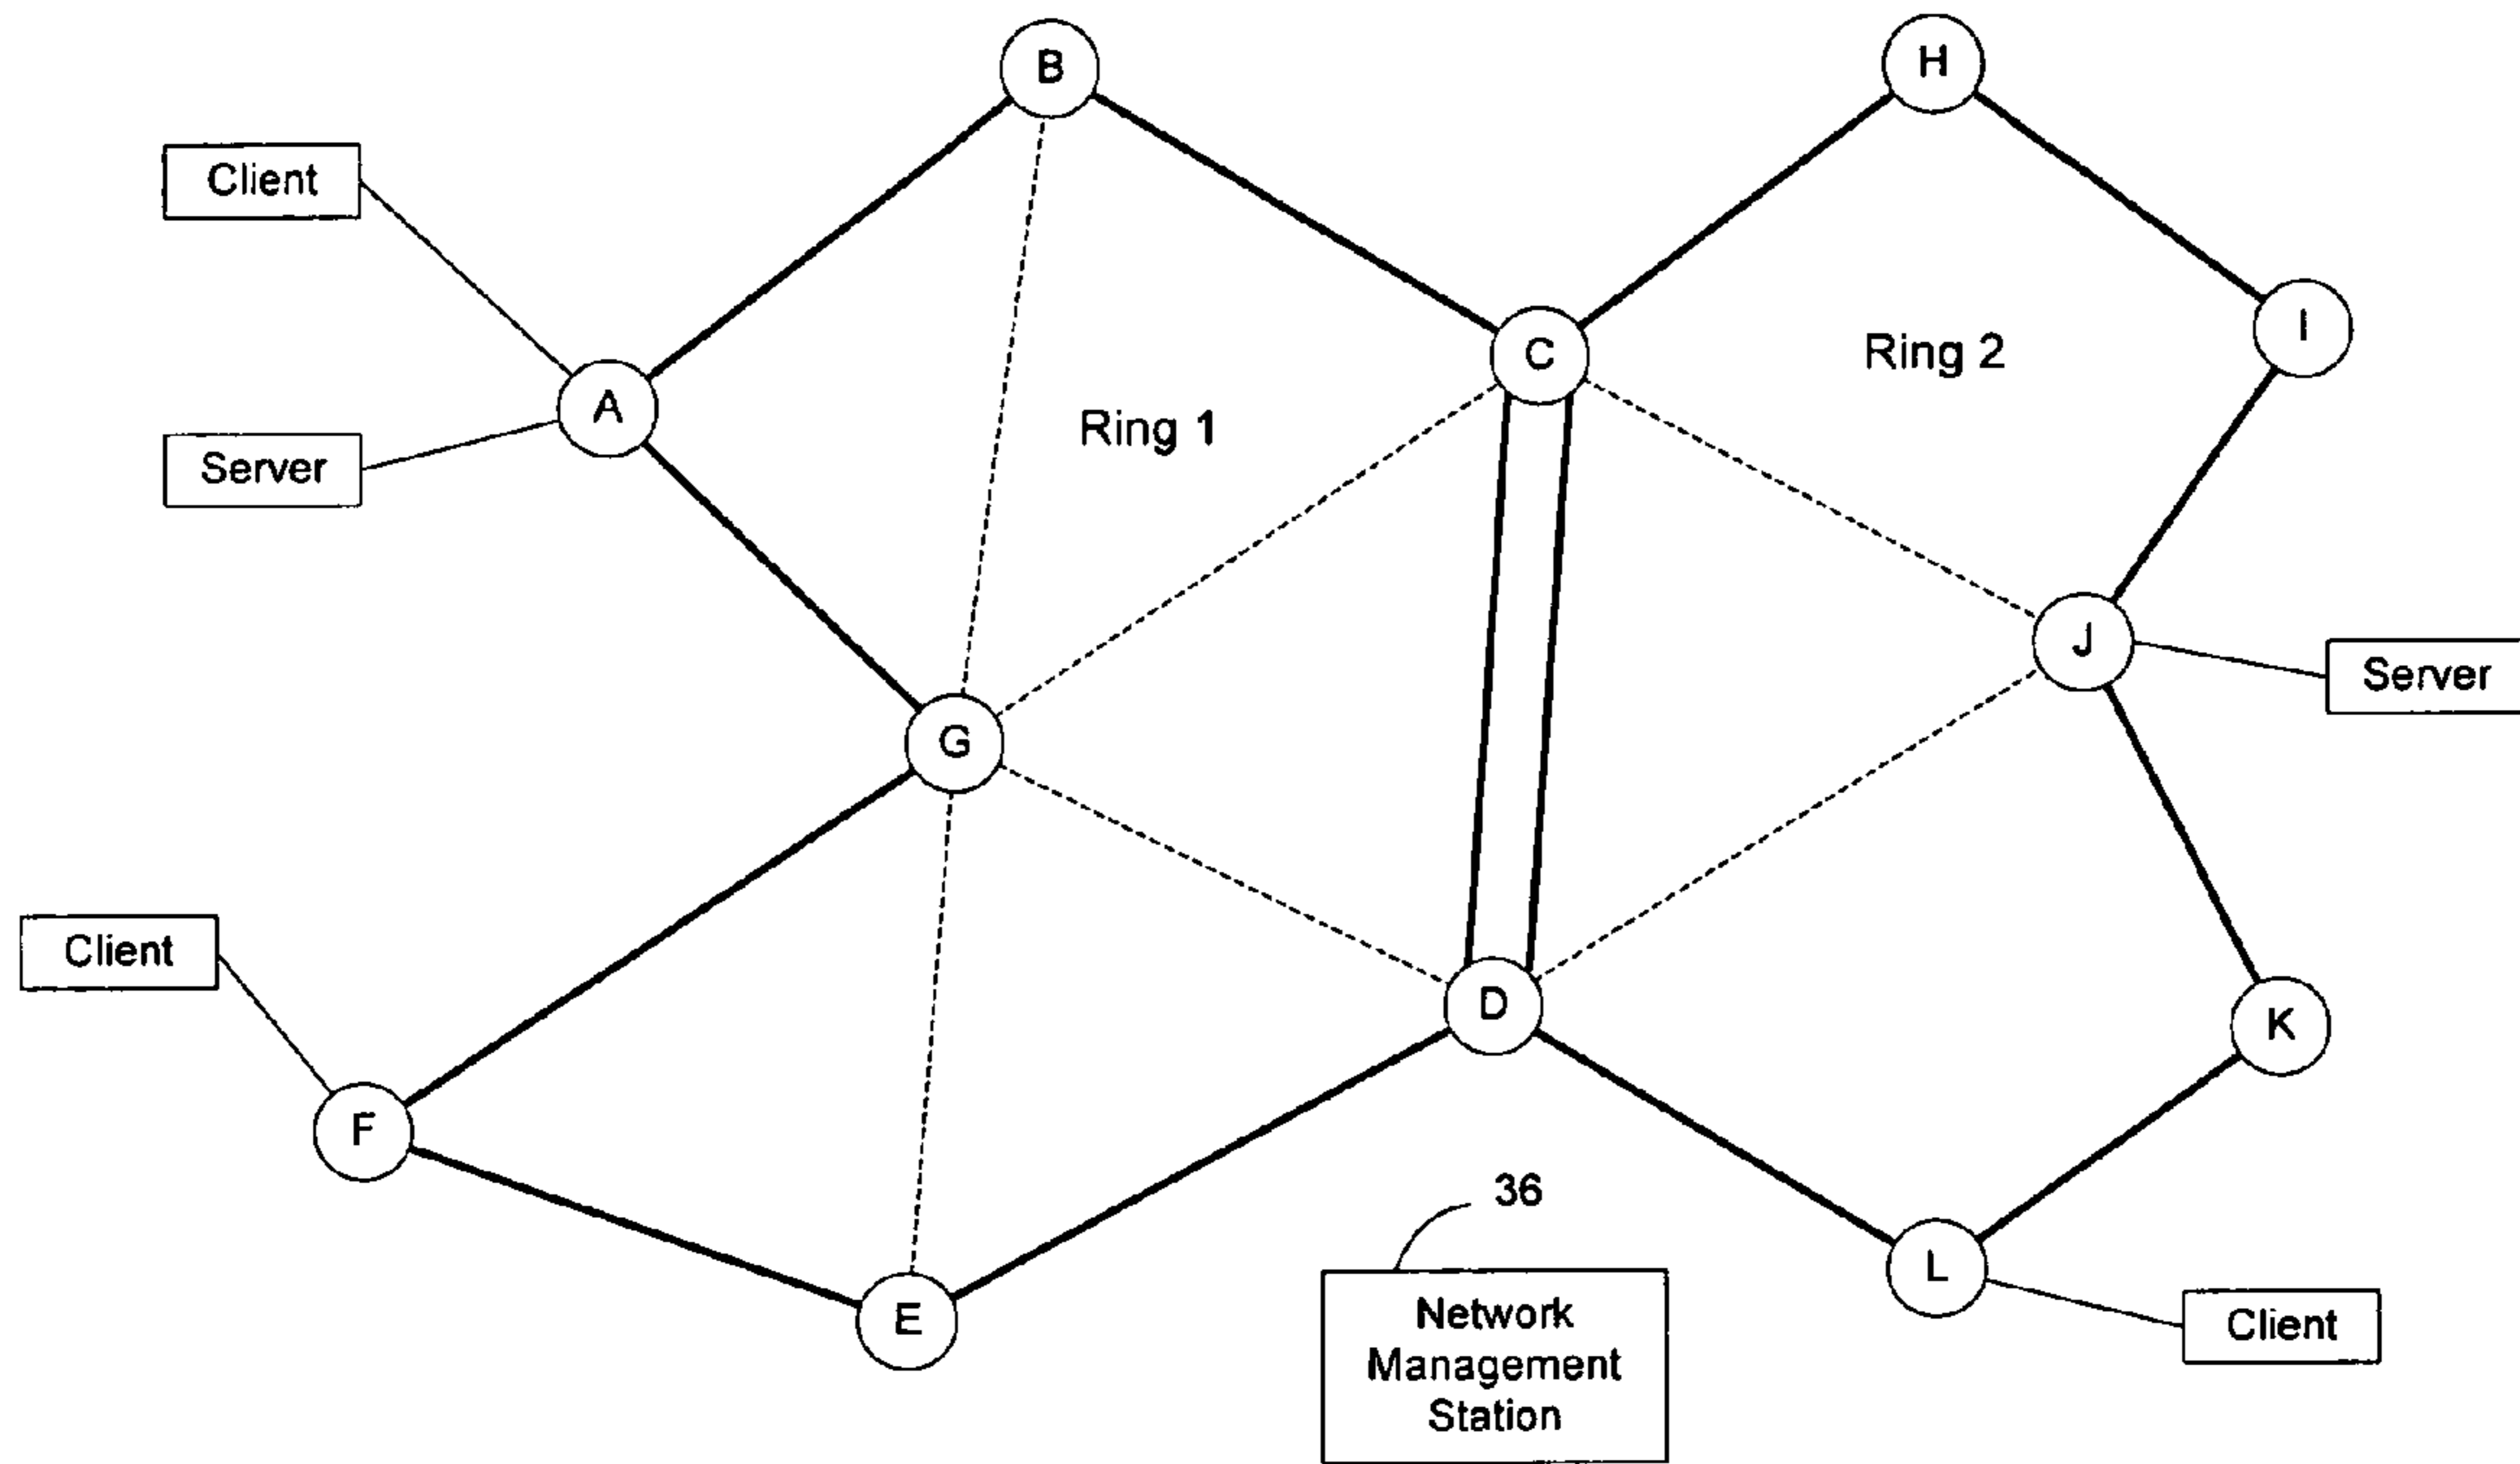 B
H
Client
I
C
Ring 2
A
Ring 1
Server
J
Server
G
Client
D
K
F
36
L
E
Network
Management
Station
Client